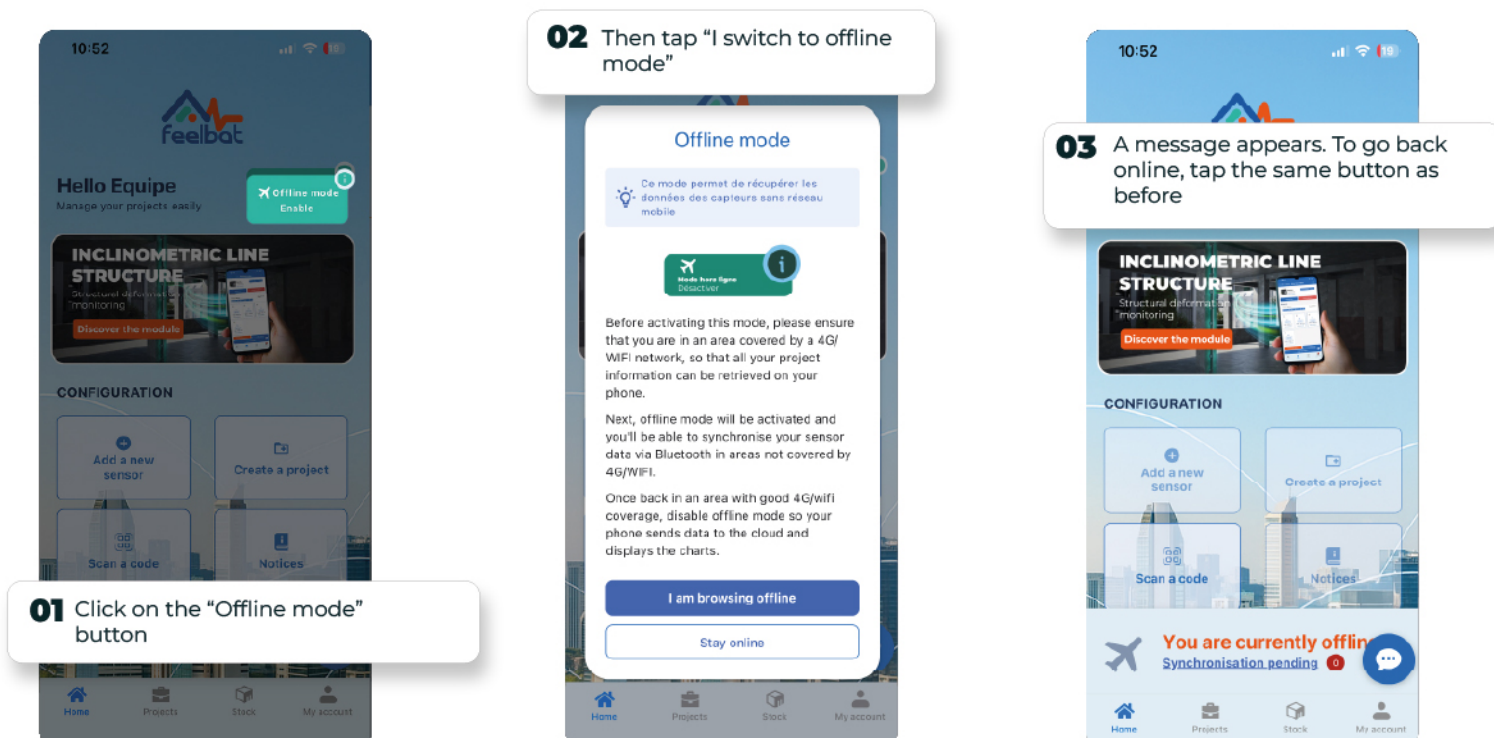 10:52
19
feelbat
Hello Equipe
Manage your projects easily
Offline mode
Enable
INCLINOMETRIC LINE
STRUCTURE
Structural deformation
monitoring
Discover the module
CONFIGURATION
Add a new
sensor
Create a project
Scan a code
Notices
01 Click on the “Offline mode”
button
Home
Projects
Stock
My account
02 Then tap “I switch to offline
mode”
Offline mode
Ce mode permet de récupérer les
données des capteurs sans réseau
mobile
Mode hors ligne
Désactiver
Before activating this mode, please ensure
that you are in an area covered by a 4G/
WIFI network, so that all your project
information can be retrieved on your
phone.
Next, offline mode will be activated and
you'll be able to synchronise your sensor
data via Bluetooth in areas not covered by
4G/WIFI.
Once back in an area with good 4G/wifi
coverage, disable offline mode so your
phone sends data to the cloud and
displays the charts.
I am browsing offline
Stay online
Home
Projects
Stock
My account
10:52
19
03 A message appears. To go back
online, tap the same button as
before
INCLINOMETRIC LINE
STRUCTURE
Structural deformation
monitoring
Discover the module
CONFIGURATION
Add a new
sensor
Create a project
Scan a code
Notices
You are currently offlin
Synchronisation pending 0
Home
Projects
Stock
My account